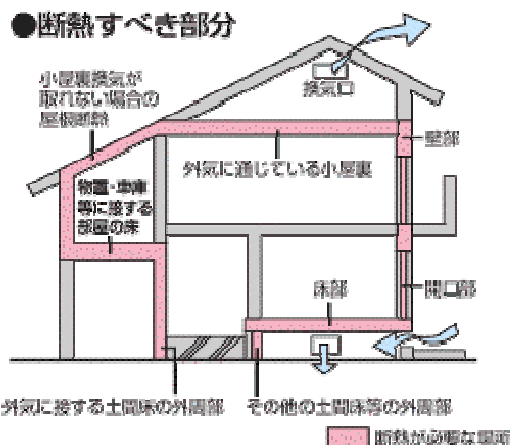 ●断熱すべき部分
小屋裏換気が
取れない場合の
屋根断熱
換気口
壁部
外気に通じている小屋裏
物置・車庫
等に接する
部屋の床
床部
開口部
外気に接する土間床の外周部
その他の土間床等の外周部
断熱が必要な場所